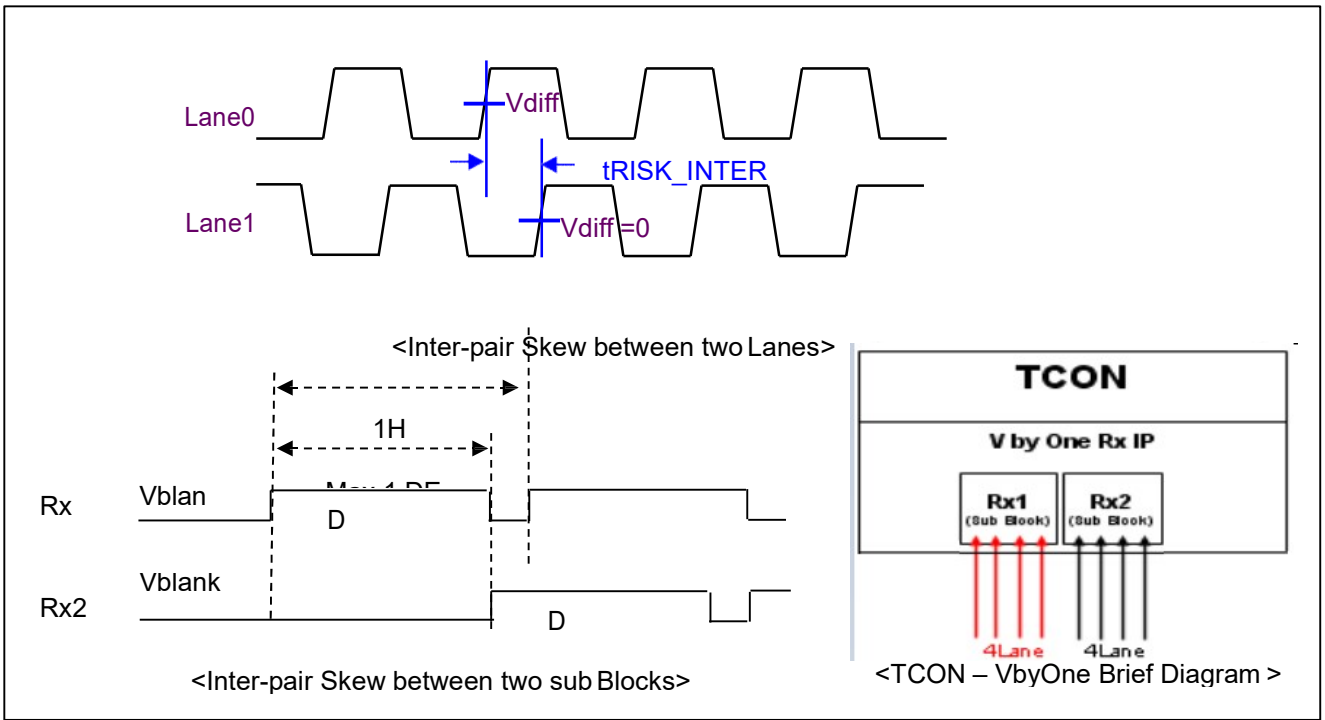 Lane0
Vdiff
tRISK_INTER
Lane1
Vdiff =0
<Inter-pair Skew between two Lanes>
1H
Rx
Vblan
D
Rx2
Vblank
D
<Inter-pair Skew between two sub Blocks>
TCON
V by One Rx IP
Rx1
(Sub Block)
Rx2
(Sub Block)
4Lane
4Lane
<TCON – VbyOne Brief Diagram >